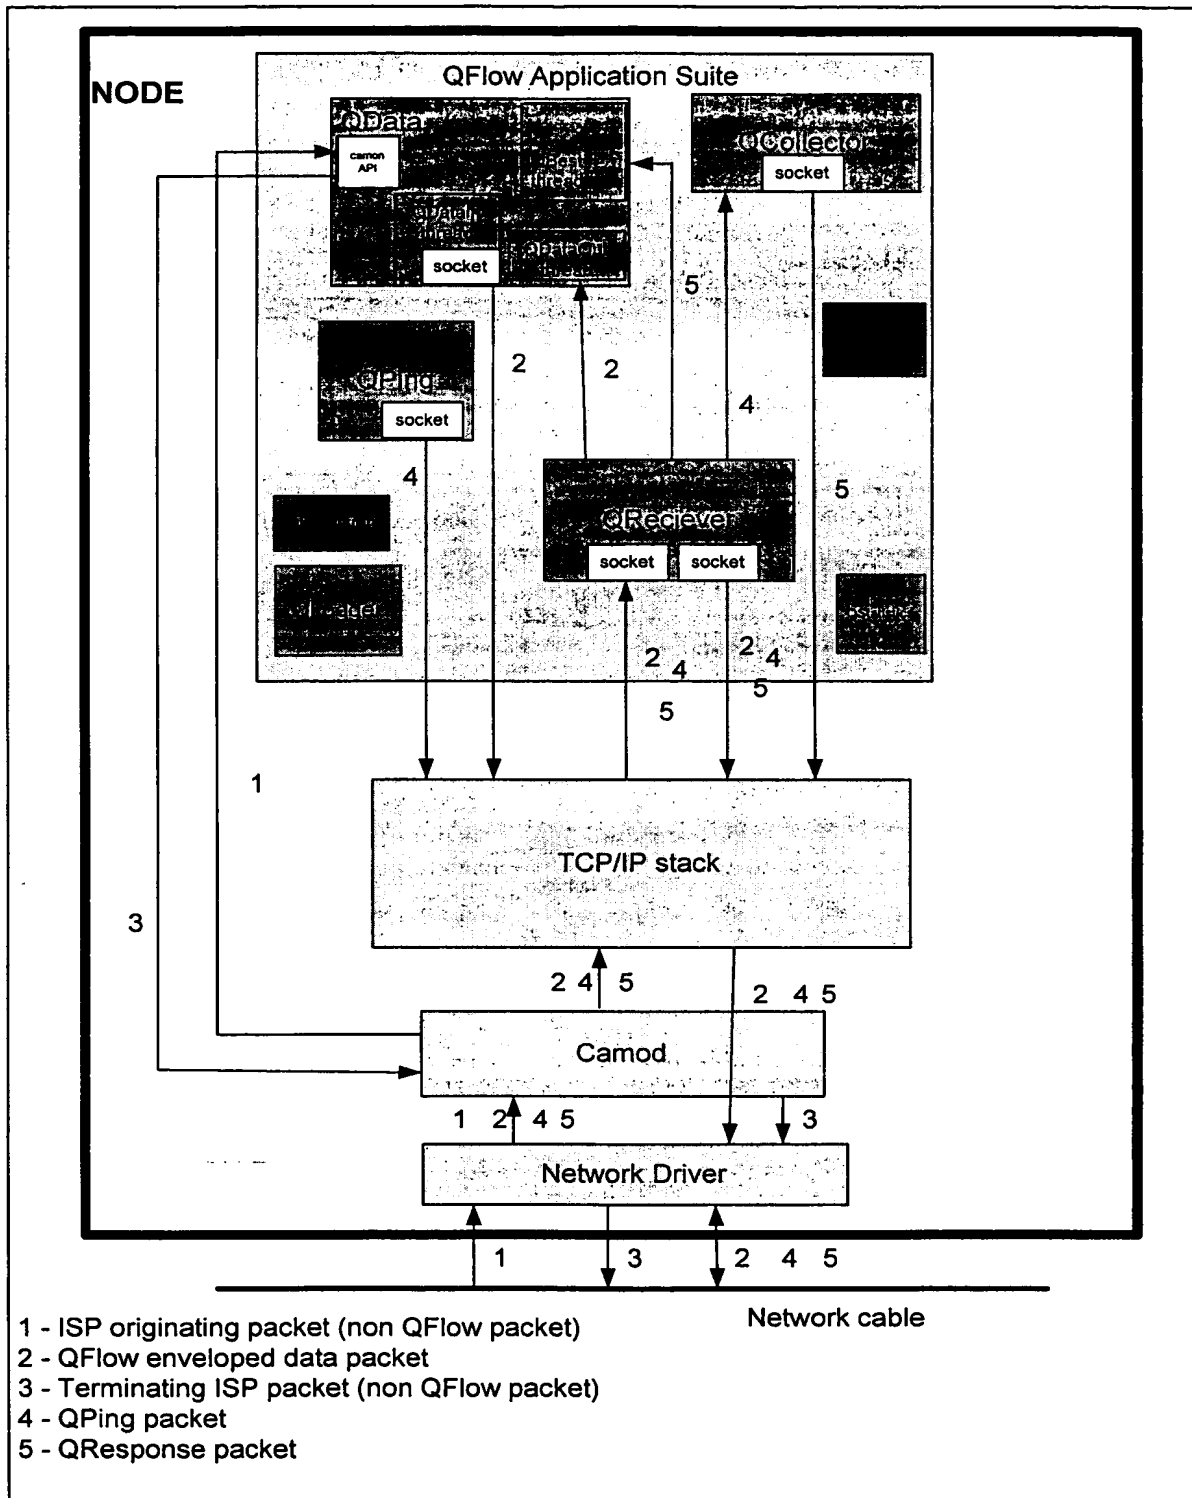 QFlow Application Suite
NODE
QData
QCollector
camon
API
socket
thread
socket
5
2
2
QPing
4
socket
4
5
QReciever
socket
socket
2 4
2 4
5
5
1
TCP/IP stack
3
2 4 5
2 4 5
Camod
1 2 4 5
3
Network Driver
1
3
2 4 5
Network cable
1 - ISP originating packet (non QFlow packet)
2 - QFlow enveloped data packet
3 - Terminating ISP packet (non QFlow packet)
4 - QPing packet
5 - QResponse packet